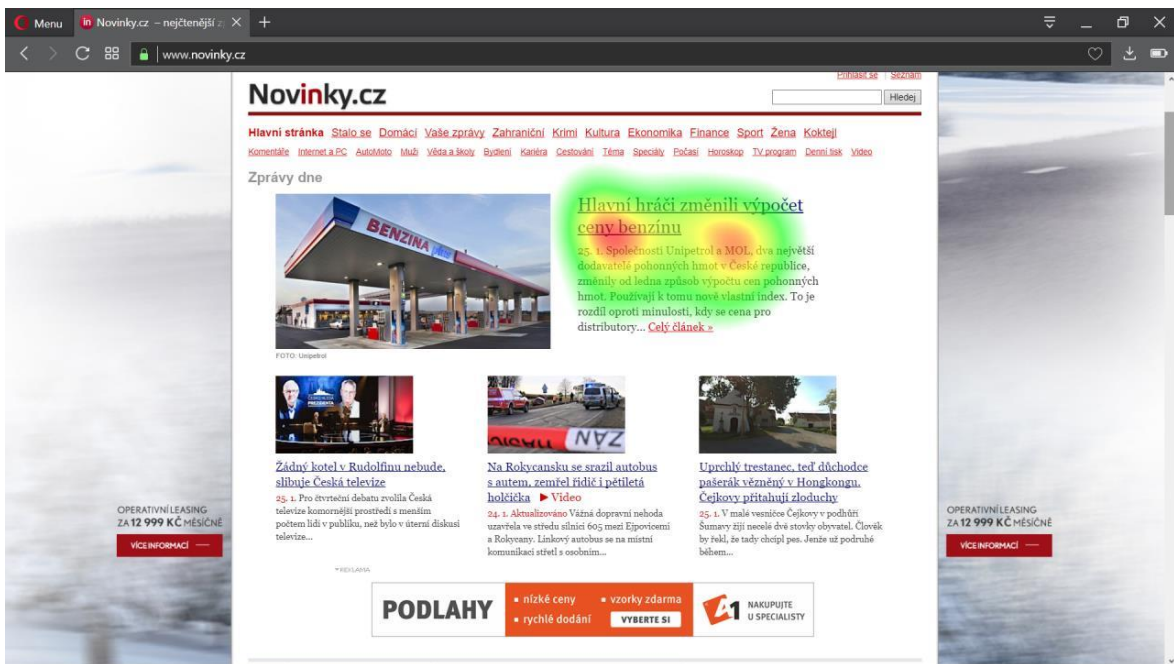 Menu
Novinky.cz – nejčtenější
www.novinky.cz
Přihlásit se Seznam
Novinky.cz
Hledej
Hlavní stránka Stalo se Domácí Vaše zprávy Zahraniční Krimi Kultura Ekonomika Finance Sport Žena Koktejl
Komentáře Internet a PC AutoMoto Muži Věda a školy Bydlení Kariéra Cestování Téma Speciály Počasí Horoskop TV program Denní tisk Video
Zprávy dne
BENZINA plus
FOTO: Unipetrol
Hlavní hráči změnili výpočet
ceny benzínu
25. 1. Společnosti Unipetrol a MOL, dva největší
dodavatelé pohonných hmot v České republice,
změnily od ledna způsob výpočtu cen pohonných
hmot. Používají k tomu nově vlastní index. To je
rozdíl oproti minulosti, kdy se cena pro
distributory... Celý článek »
Žádný kotel v Rudolfinu nebude,
slibuje Česká televize
25. 1. Pro čtvrteční debatu zvolila Česká
televize komornější prostředí s menším
počtem lidí v publiku, než bylo v úterní diskusi
televize...
Na Rokycansku se srazil autobus
s autem, zemřel řidič i pětiletá
holčička Video
24. 1. Aktualizováno Vážná dopravní nehoda
uzavřela ve středu silnici 605 mezi Ejpovicemi
a Rokycany. Linkový autobus se na místní
komunikaci střetl s osobním...
Uprchlý trestanec, teď důchodce
pašerák vězněný v Hongkongu.
Čejkovy přitahují zloduchy
25. 1. V malé vesničce Čejkovy v podhůří
Šumavy žijí necelé dvě stovky obyvatel. Člověk
by řekl, že tady chcípl pes. Jenže už podruhé
během...
OPERATIVNÍ LEASING
ZA 12 999 KČ MĚSÍČNĚ
VÍCE INFORMACÍ
OPERATIVNÍ LEASING
ZA 12 999 KČ MĚSÍČNĚ
VÍCE INFORMACÍ
REKLAMA
PODLAHY
nízké ceny
vzorky zdarma
rychlé dodání
VYBERTE SI
A1
NAKUPUJTE
U SPECIALISTY